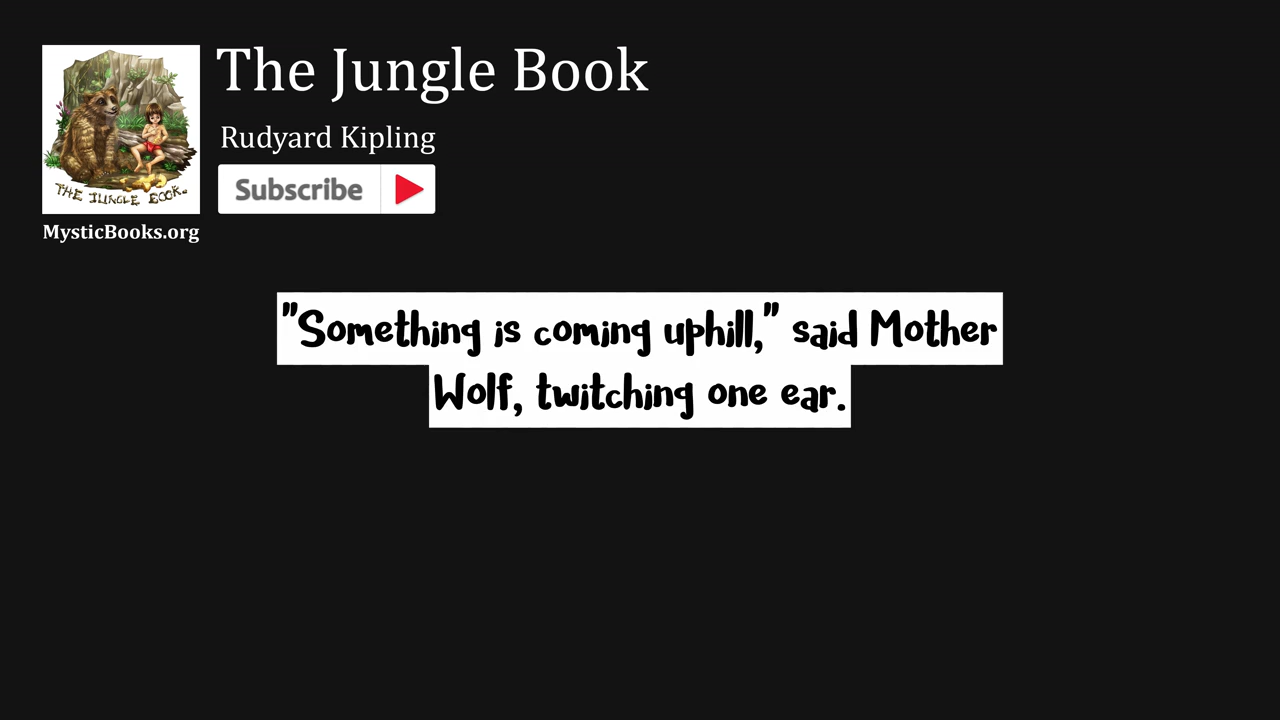 The Jungle Book
Rudyard Kipling
Subscribe
THE JUNGLE BOOK.
MysticBooks.org
"Something is coming uphill," said Mother
Wolf, twitching one ear.